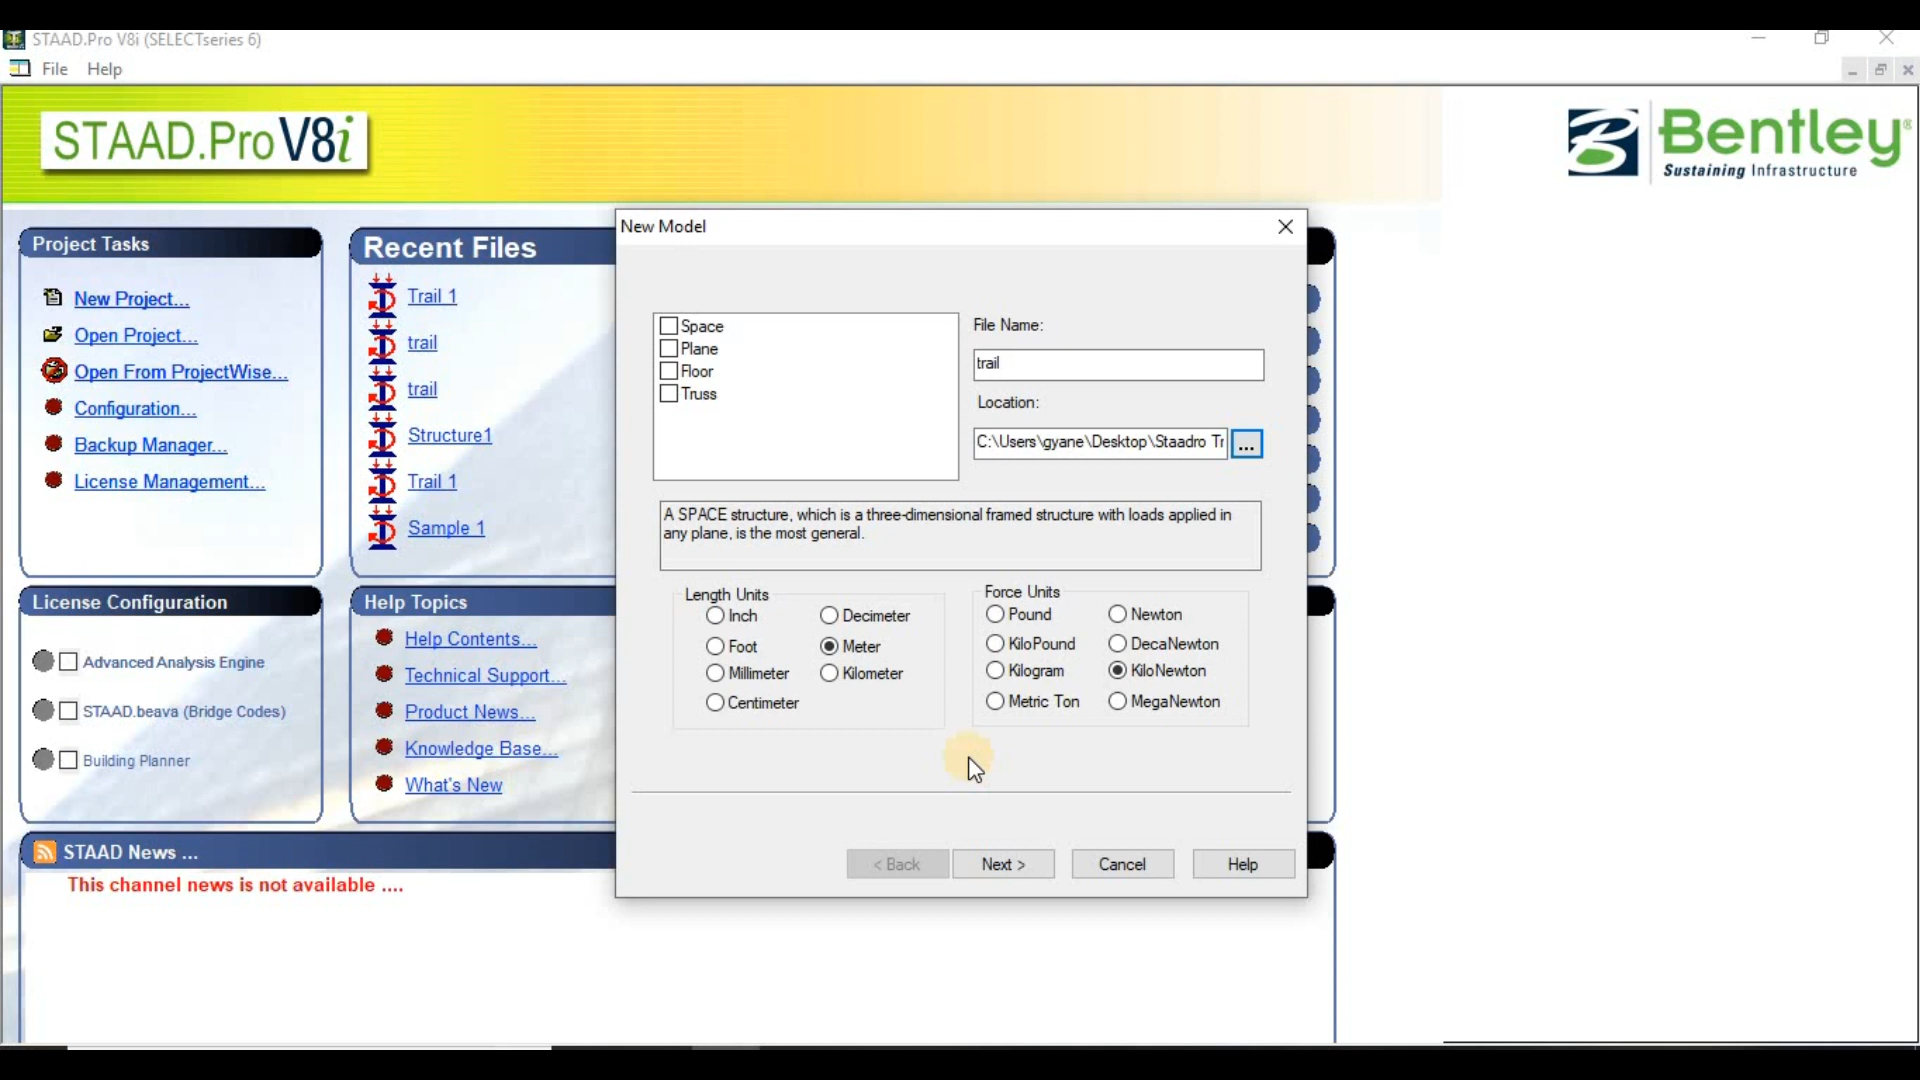 STAAD.Pro V8i (SELECTseries 6)
File Help
STAAD.Pro V8i
Bentley®
Sustaining Infrastructure
Project Tasks
New Project...
Open Project...
Open From ProjectWise...
Configuration...
Backup Manager...
License Management...
Recent Files
Trail 1
trail
trail
Structure1
Trail 1
Sample 1
New Model
Space
Plane
Floor
Truss
File Name:
trail
Location:
C:\Users\gyane\Desktop\Staadro Tr
...
A SPACE structure, which is a three-dimensional framed structure with loads applied in
any plane, is the most general.
Length Units
Inch
Foot
Millimeter
Centimeter
Decimeter
Meter
Kilometer
Force Units
Pound
KiloPound
Kilogram
Metric Ton
Newton
DecaNewton
KiloNewton
MegaNewton
< Back
Next >
Cancel
Help
License Configuration
Advanced Analysis Engine
STAAD.beava (Bridge Codes)
Building Planner
Help Topics
Help Contents...
Technical Support...
Product News...
Knowledge Base...
What's New
STAAD News ...
This channel news is not available ....